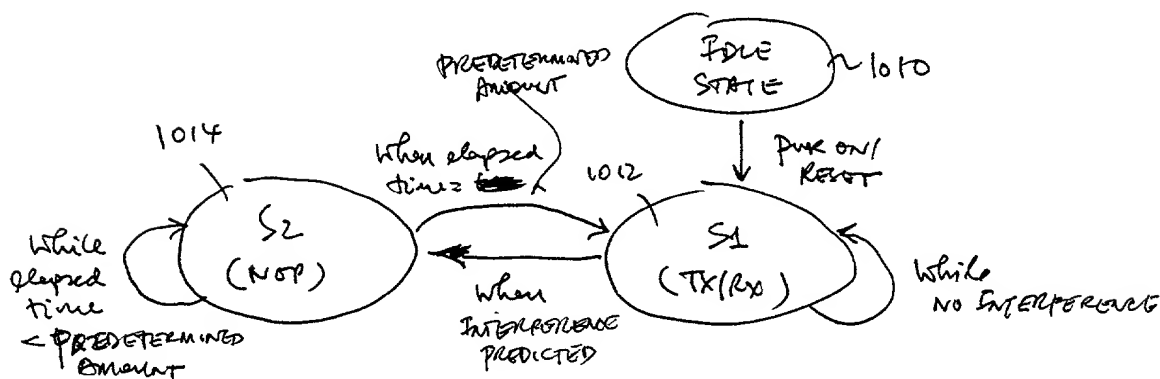 IDLE
STATE
1010
PREDETERMINED
AMOUNT
PWR ON/
RESET
1014
When elapsed
time =
1012
S2
(NOP)
S1
(TX/RX)
While
elapsed
time
< PREDETERMINED
AMOUNT
When
INTERFERENCE
PREDICTED
While
NO INTERFERENCE